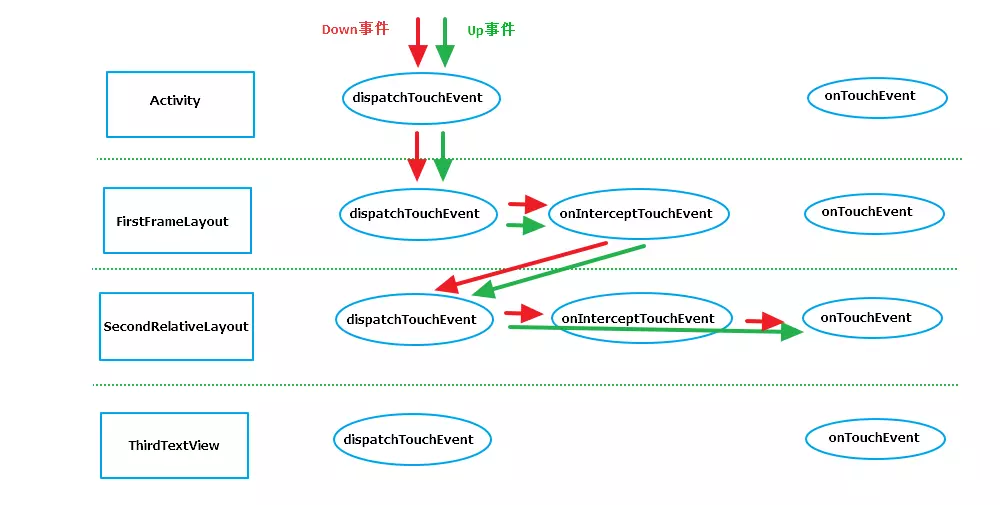 Down事件
Up事件
Activity
dispatchTouchEvent
onTouchEvent
FirstFrameLayout
dispatchTouchEvent
onInterceptTouchEvent
onTouchEvent
SecondRelativeLayout
dispatchTouchEvent
onInterceptTouchEvent
onTouchEvent
ThirdTextView
dispatchTouchEvent
onTouchEvent